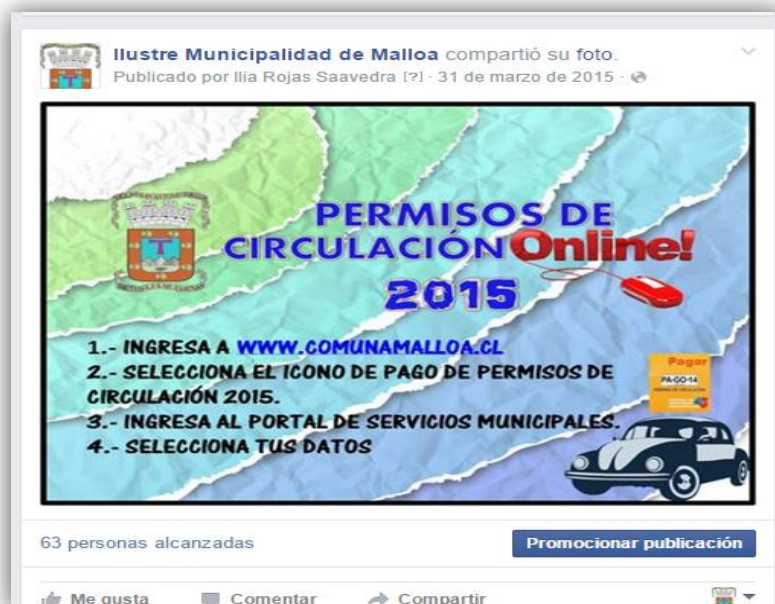 Ilustre Municipalidad de Malloa compartió su foto.
Publicado por Ilia Rojas Saavedra [?] · 31 de marzo de 2015 ·
PERMISOS DE
CIRCULACIÓN Online!
2015
1.- INGRESA A WWW.COMUNAMALLOA.CL
2.- SELECCIONA EL ICONO DE PAGO DE PERMISOS DE
CIRCULACIÓN 2015.
3.- INGRESA AL PORTAL DE SERVICIOS MUNICIPALES.
4.- SELECCIONA TUS DATOS
Pagar
PA·GO·14
63 personas alcanzadas
Promocionar publicación
Me gusta
Comentar
Compartir